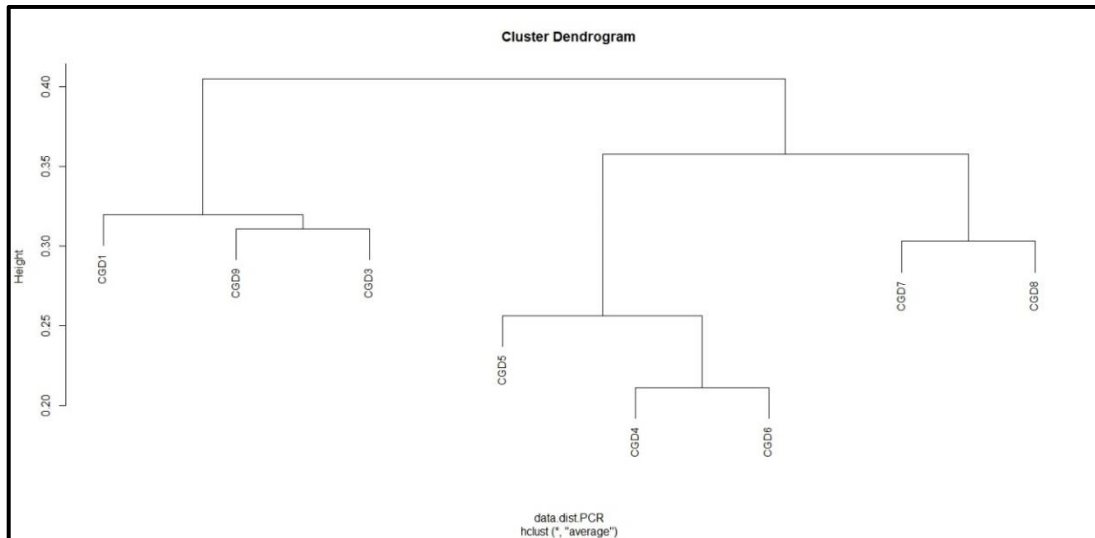 Cluster Dendrogram
0.40
0.35
0.30
0.25
0.20
Height
CGD1
CGD9
CGD3
CGD5
CGD4
CGD6
CGD7
CGD8
data.dist.PCR
hclust (*, "average")